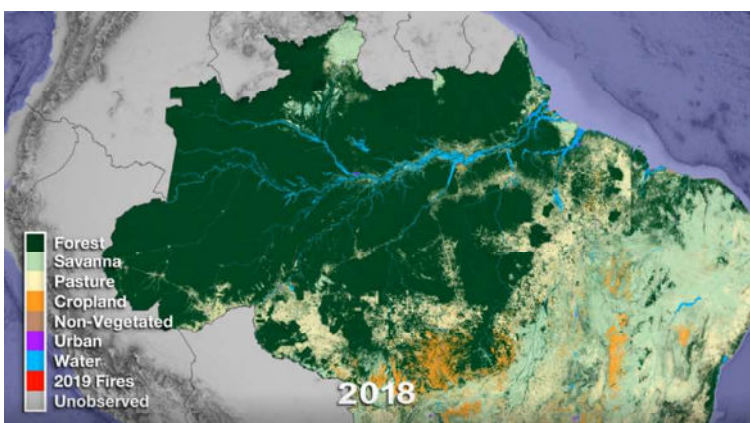 Forest
Savanna
Pasture
Cropland
Non-Vegetated
Urban
Water
2019 Fires
Unobserved
2018